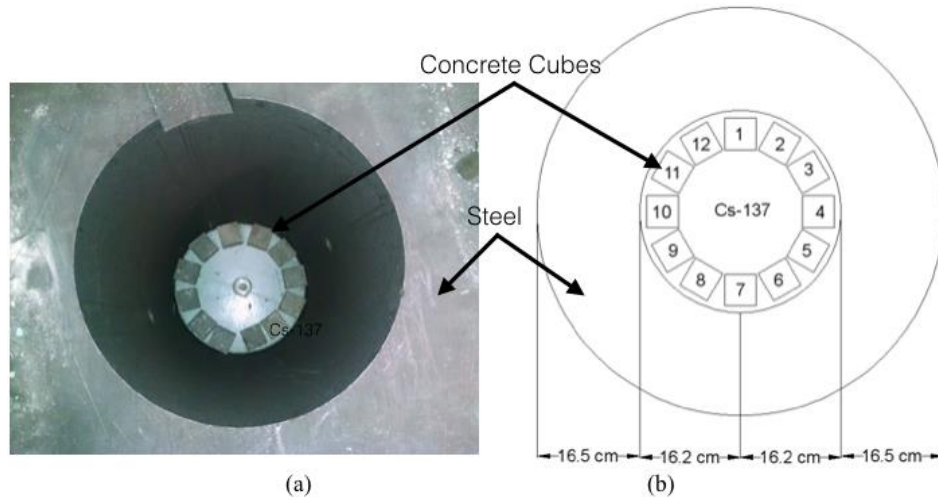 Concrete Cubes
Steel
Cs-137
1
2
3
4
5
6
7
8
9
10
11
12
Cs-137
16.5 cm
16.2 cm
16.2 cm
16.5 cm
(a)
(b)